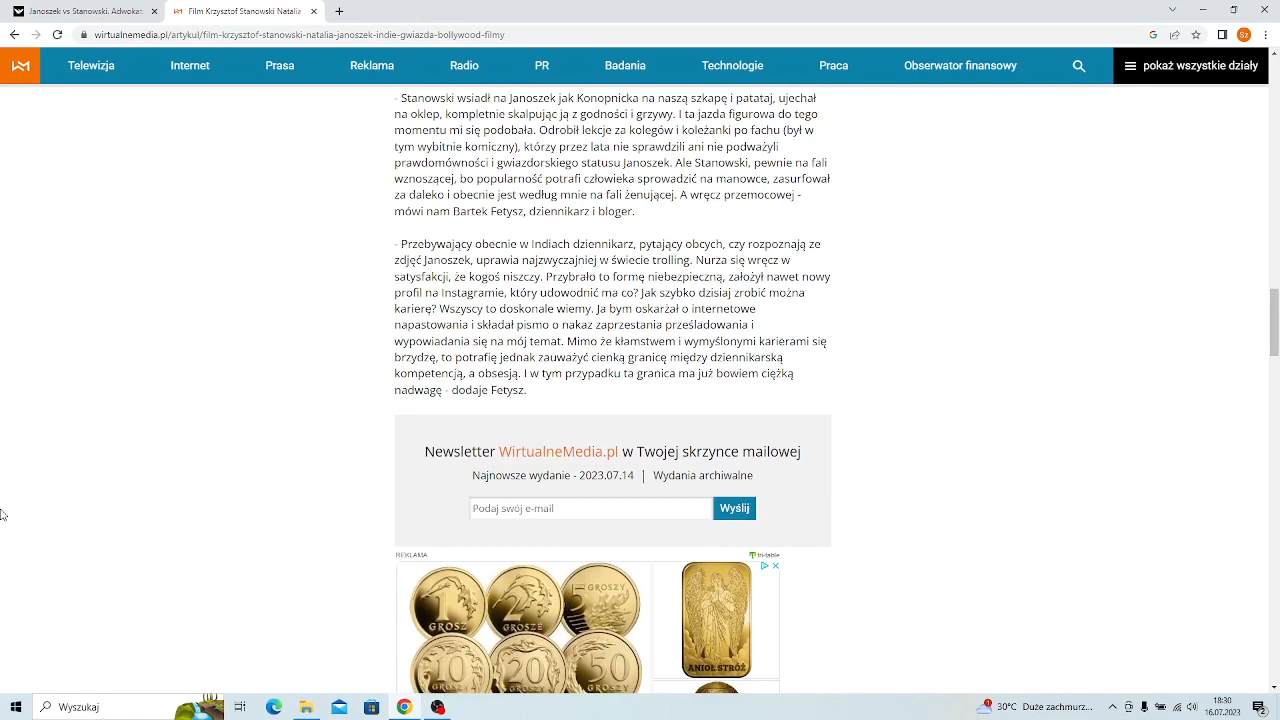 Janoszek vs Stanowski. Advokat
Film Krzysztof Stanowski Natalia
wirtualnemedia.pl/artykul/film-krzysztof-stanowski-natalia-janoszek-indie-gwiazda-bollywood-filmy
Sz
Telewizja Internet Prasa Reklama Radio PR Badania Technologie Praca Obserwator finansowy pokaż wszystkie działy
- Stanowski wsiadł na Janoszek jak Konopnicka na naszą szkapę i patataj, ujechał
na oklep, kompletnie skalpując ją z godności i grzywy. I ta jazda figurowa do tego
momentu mi się podobała. Odrobił lekcje za kolegów i koleżanki po fachu (był w
tym wybitnie komiczny), którzy przez lata nie sprawdzili ani nie podważyli
prawdomówności i gwiazdorskiego statusu Janoszek. Ale Stanowski, pewnie na fali
wznoszącej, bo popularność potrafi człowieka sprowadzić na manowce, zasurfował
za daleko i obecnie jest według mnie na fali żenującej. A wręcz przemocowej -
mówi nam Bartek Fetysz, dziennikarz i bloger.
- Przebywający obecnie w Indiach dziennikarz, pytający obcych, czy rozpoznają ze
zdjęć Janoszek, uprawia najzwyczajniej w świecie trolling. Nurza się wręcz w
satysfakcji, że kogoś niszczy. Przybrało to formę niebezpieczną, założył nawet nowy
profil na Instagramie, który udowodnić ma co? Jak szybko dzisiaj zrobić można
karierę? Wszyscy to doskonale wiemy. Ja bym oskarżał o internetowe
napastowania i składał pismo o nakaz zaprzestania prześladowania i
wypowiadania się na mój temat. Mimo że kłamstwem i wymyślonymi karierami się
brzydzę, to potrafię jednak zauważyć cienką granicę między dziennikarską
kompetencją, a obsesją. I w tym przypadku ta granica ma już bowiem ciężką
nadwagę - dodaje Fetysz.
Newsletter WirtualneMedia.pl w Twojej skrzynce mailowej
Najnowsze wydanie - 2023.07.14 | Wydania archiwalne
Podaj swój e-mail Wyślij
REKLAMA tri-table
1 GROSZ 2 GROSZE 5 GROSZY
10 20 50
ANIOŁ STRÓŻ
Wyszukaj
30°C Duże zachmurz...
18:30
16.07.2023
2